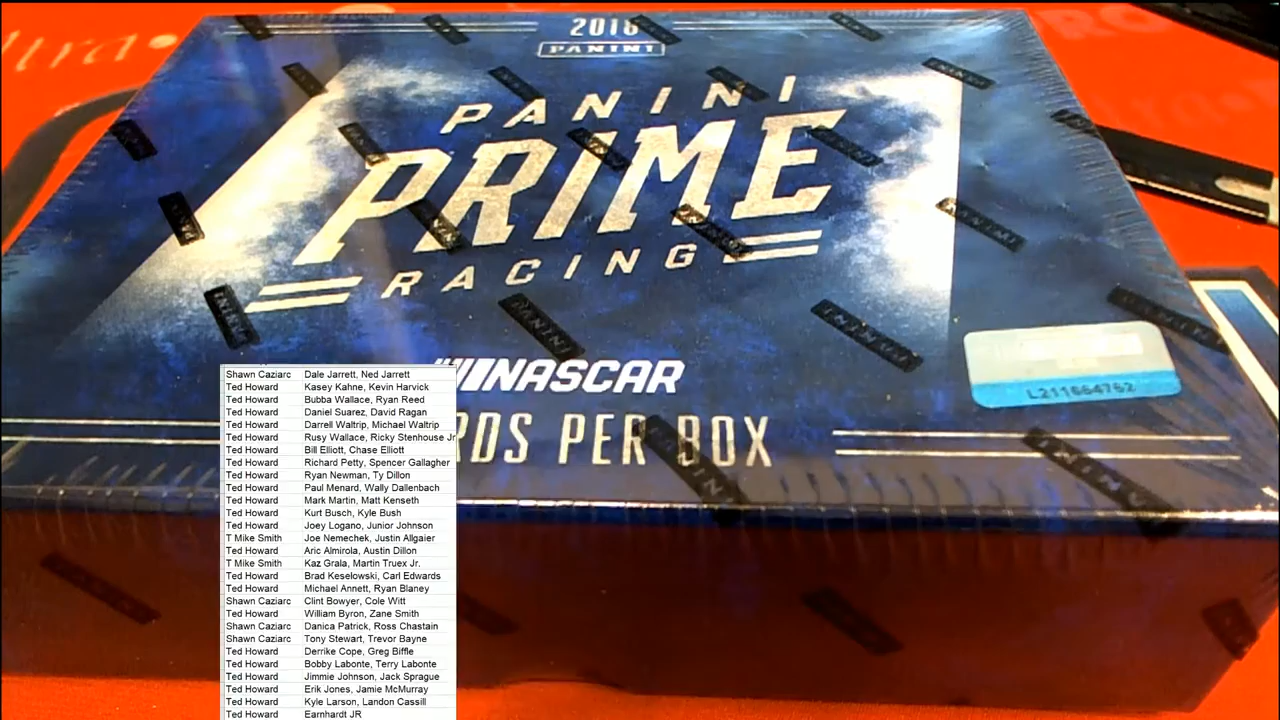 2018
PANINI
PANINI
PRIME
RACING
NASCAR
RDS PER BOX
L211664762
Shawn Caziarc Dale Jarrett, Ned Jarrett
Ted Howard Kasey Kahne, Kevin Harvick
Ted Howard Bubba Wallace, Ryan Reed
Ted Howard Daniel Suarez, David Ragan
Ted Howard Darrell Waltrip, Michael Waltrip
Ted Howard Rusy Wallace, Ricky Stenhouse Jr
Ted Howard Bill Elliott, Chase Elliott
Ted Howard Richard Petty, Spencer Gallagher
Ted Howard Ryan Newman, Ty Dillon
Ted Howard Paul Menard, Wally Dallenbach
Ted Howard Mark Martin, Matt Kenseth
Ted Howard Kurt Busch, Kyle Bush
Ted Howard Joey Logano, Junior Johnson
T Mike Smith Joe Nemechek, Justin Allgaier
Ted Howard Aric Almirola, Austin Dillon
T Mike Smith Kaz Grala, Martin Truex Jr.
Ted Howard Brad Keselowski, Carl Edwards
Ted Howard Michael Annett, Ryan Blaney
Shawn Caziarc Clint Bowyer, Cole Witt
Ted Howard William Byron, Zane Smith
Shawn Caziarc Danica Patrick, Ross Chastain
Shawn Caziarc Tony Stewart, Trevor Bayne
Ted Howard Derrike Cope, Greg Biffle
Ted Howard Bobby Labonte, Terry Labonte
Ted Howard Jimmie Johnson, Jack Sprague
Ted Howard Erik Jones, Jamie McMurray
Ted Howard Kyle Larson, Landon Cassill
Ted Howard Earnhardt JR